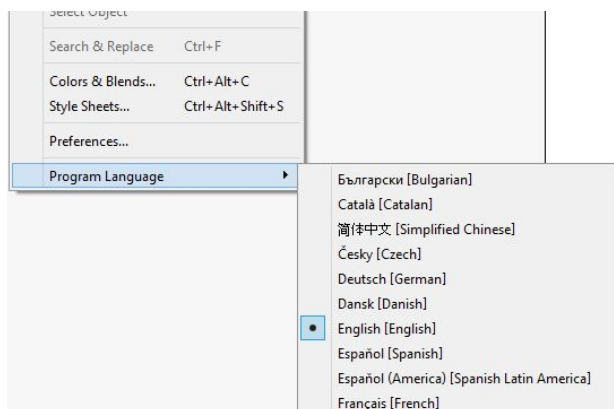 Select Object
Search & Replace Ctrl+F
Colors & Blends... Ctrl+Alt+C
Style Sheets... Ctrl+Alt+Shift+S
Preferences...
Program Language
Български [Bulgarian]
Català [Catalan]
简体中文 [Simplified Chinese]
Česky [Czech]
Deutsch [German]
Dansk [Danish]
English [English]
Español [Spanish]
Español (America) [Spanish Latin America]
Français [French]